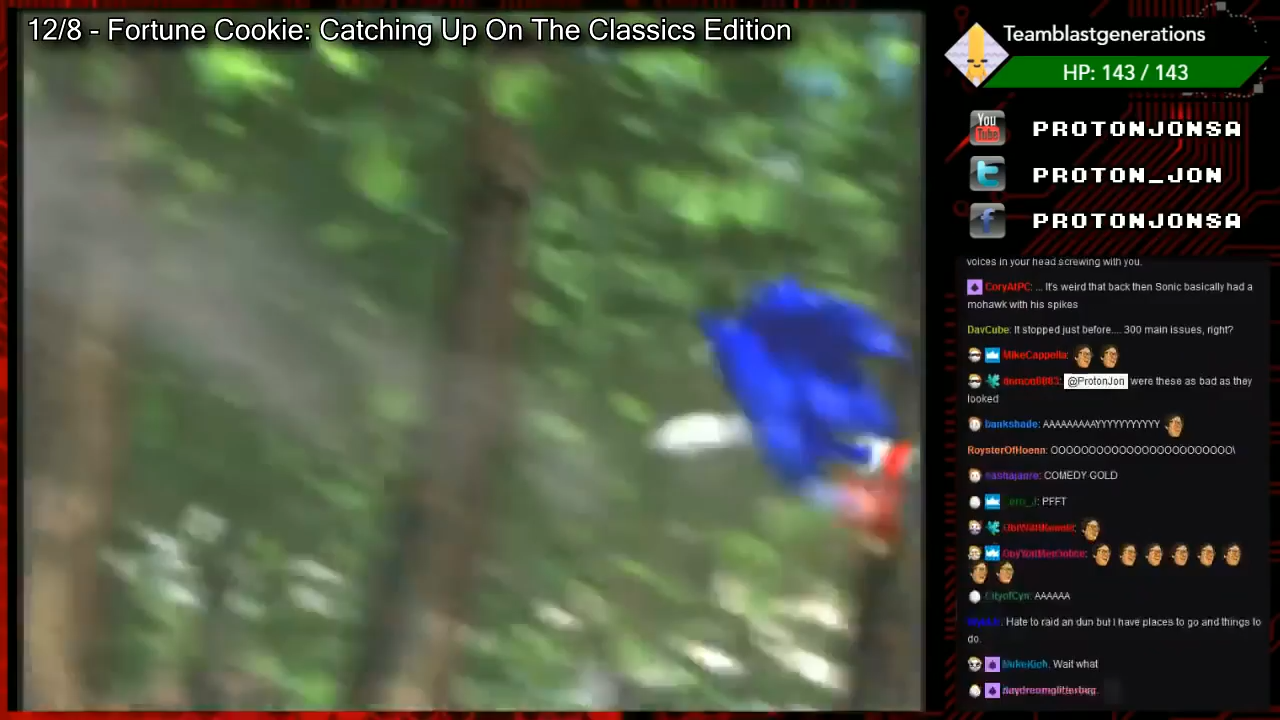 12/8 - Fortune Cookie: Catching Up On The Classics Edition
Teamblastgenerations
HP: 143 / 143
You
Tube
PROTONJONSA
PROTON_JON
PROTONJONSA
voices in your head screwing with you.
CoryAtPC: ... It's weird that back then Sonic basically had a
mohawk with his spikes
DavCube: It stopped just before.... 300 main issues, right?
MikeCappella:
@ProtonJon were these as bad as they
looked
bankshade: AAAAAAAAAYYYYYYYYYYY
RoysterOfHoenn: OOOOOOOOOOOOOOOOOOOOOOOO\
COMEDY GOLD
PFFT
CityofCyn: AAAAAA
Hate to raid an dun but I have places to go and things to
do.
Wait what